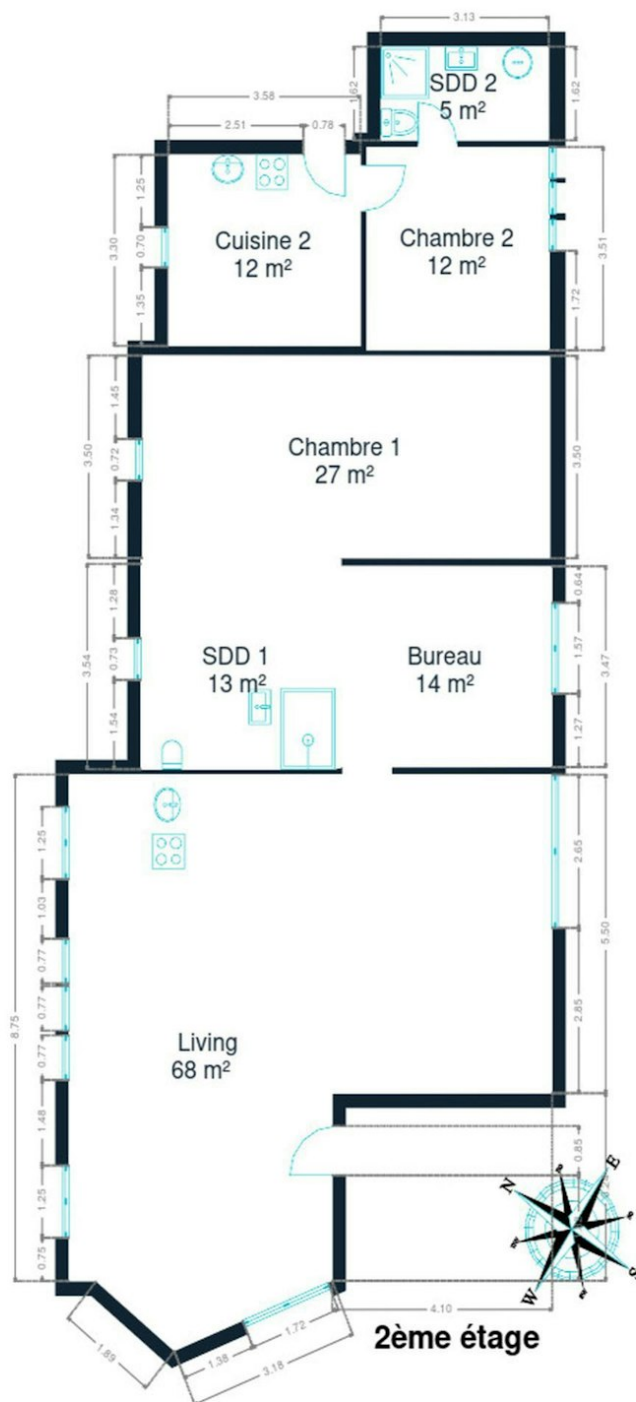 3.13
SDD 2
5 m²
1.62
1.62
3.58
2.51
0.78
3.30
1.25
0.70
1.35
Cuisine 2
12 m²
Chambre 2
12 m²
3.51
1.72
3.50
1.45
0.72
1.34
Chambre 1
27 m²
3.50
3.54
1.28
0.73
1.54
SDD 1
13 m²
Bureau
14 m²
0.64
1.57
1.27
3.47
8.75
1.25
1.03
0.77
0.77
0.77
1.48
1.25
0.75
Living
68 m²
2.65
2.85
5.50
0.85
N
E
W
S
4.10
1.89
1.38
1.72
3.18
2ème étage